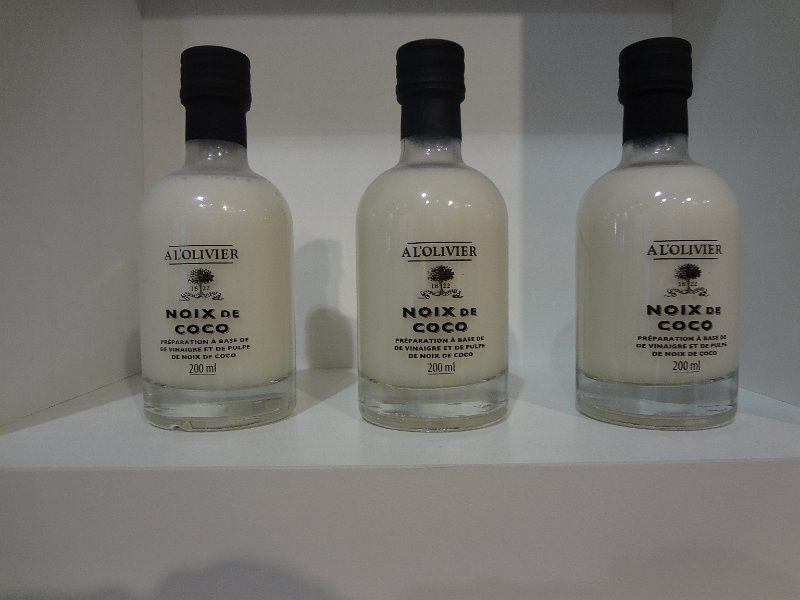 A L'OLIVIER
18 22
NOIX DE
COCO
PRÉPARATION À BASE DE
DE VINAIGRE ET DE PULPE
DE NOIX DE COCO
200 ml
A L'OLIVIER
18 22
NOIX DE
COCO
PRÉPARATION À BASE DE
DE VINAIGRE ET DE PULPE
DE NOIX DE COCO
200 ml
A L'OLIVIER
18 22
NOIX DE
COCO
PRÉPARATION À BASE DE
DE VINAIGRE ET DE PULPE
DE NOIX DE COCO
200 ml